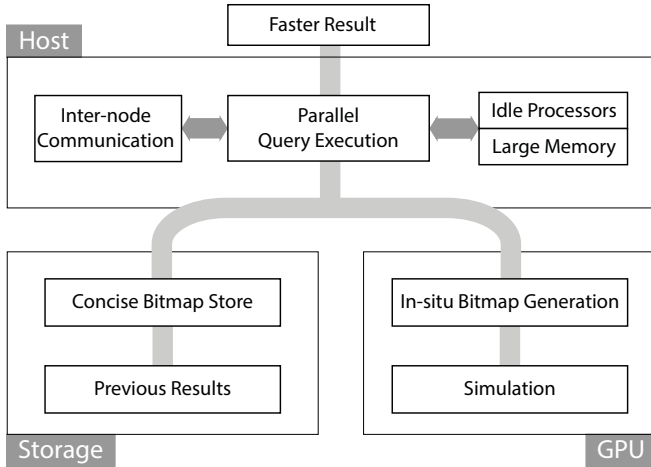 Faster Result
Host
Inter-node
Communication
Parallel
Query Execution
Idle Processors
Large Memory
Concise Bitmap Store
Previous Results
Storage
In-situ Bitmap Generation
Simulation
GPU